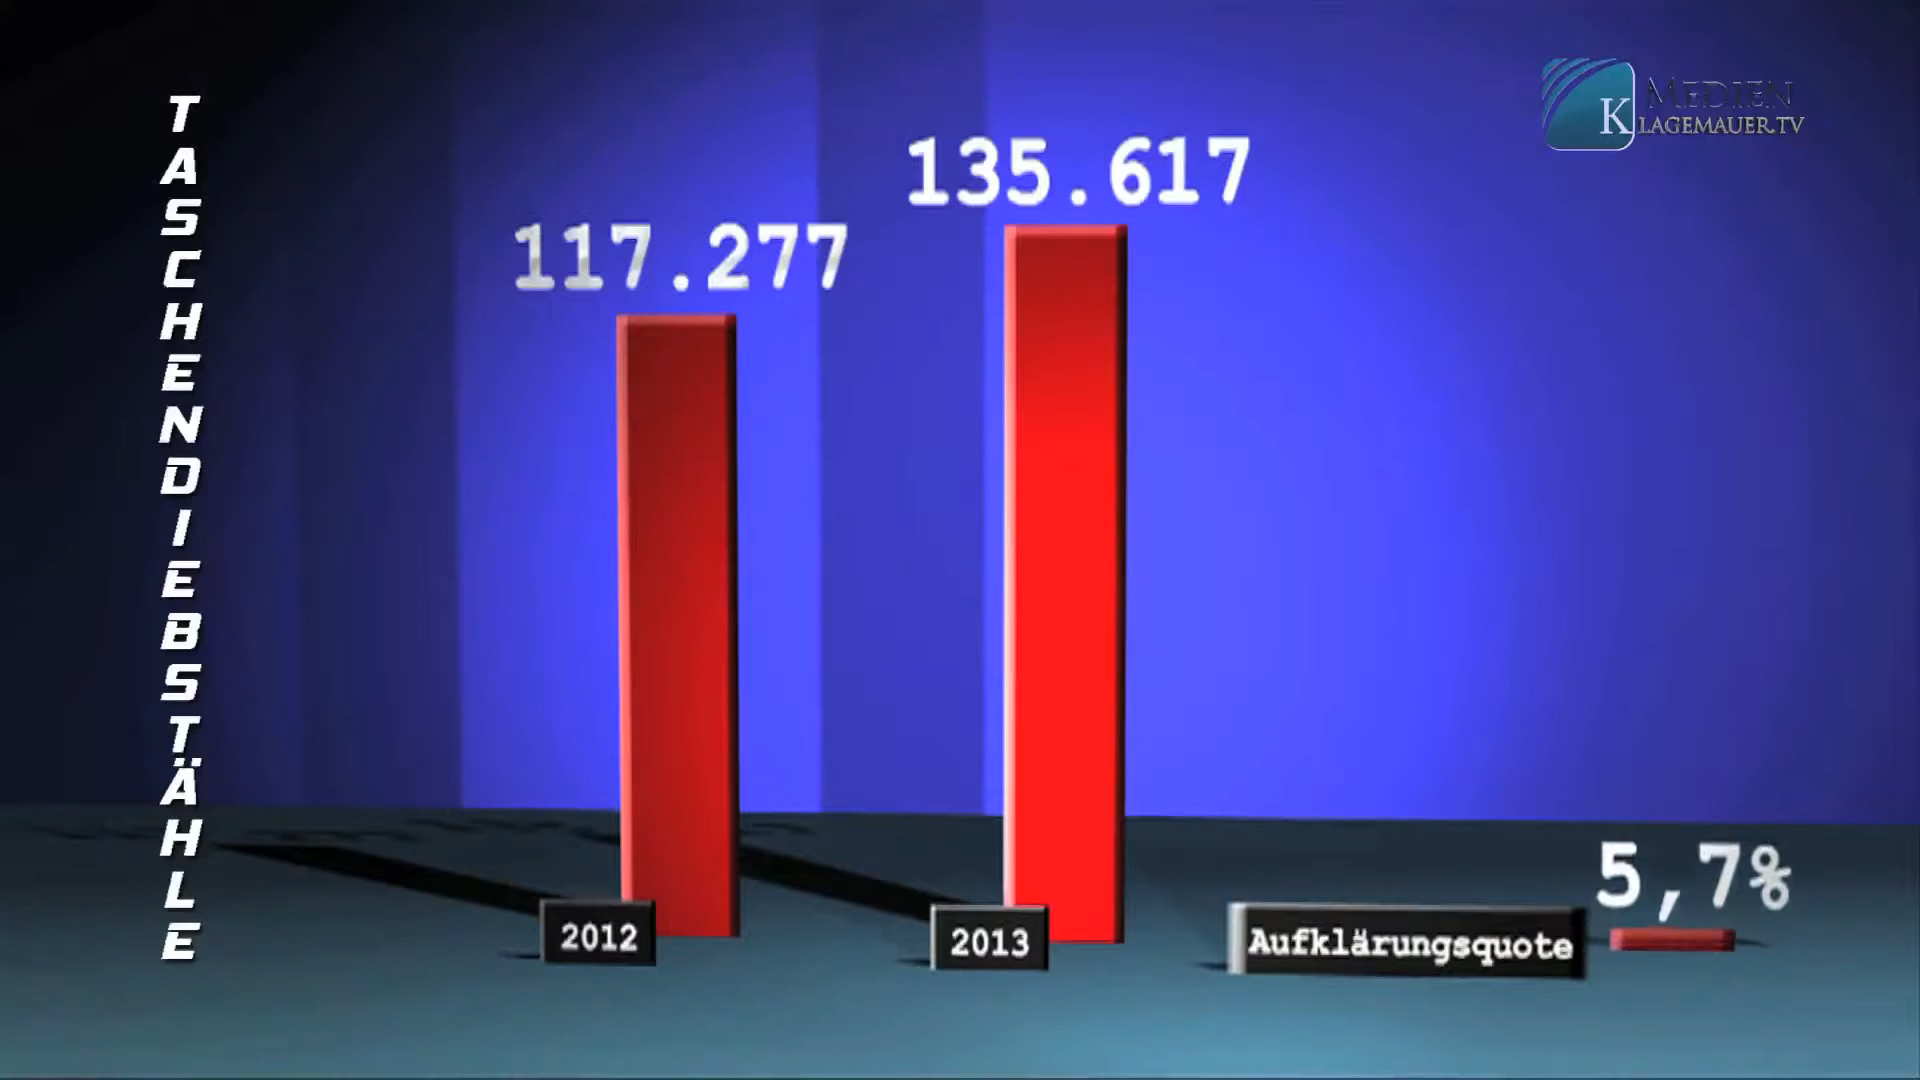 TASCHENDIEBSTÄHLE
MEDIEN
KLAGEMAUER.TV
135.617
117.277
5,7%
2012
2013
Aufklärungsquote